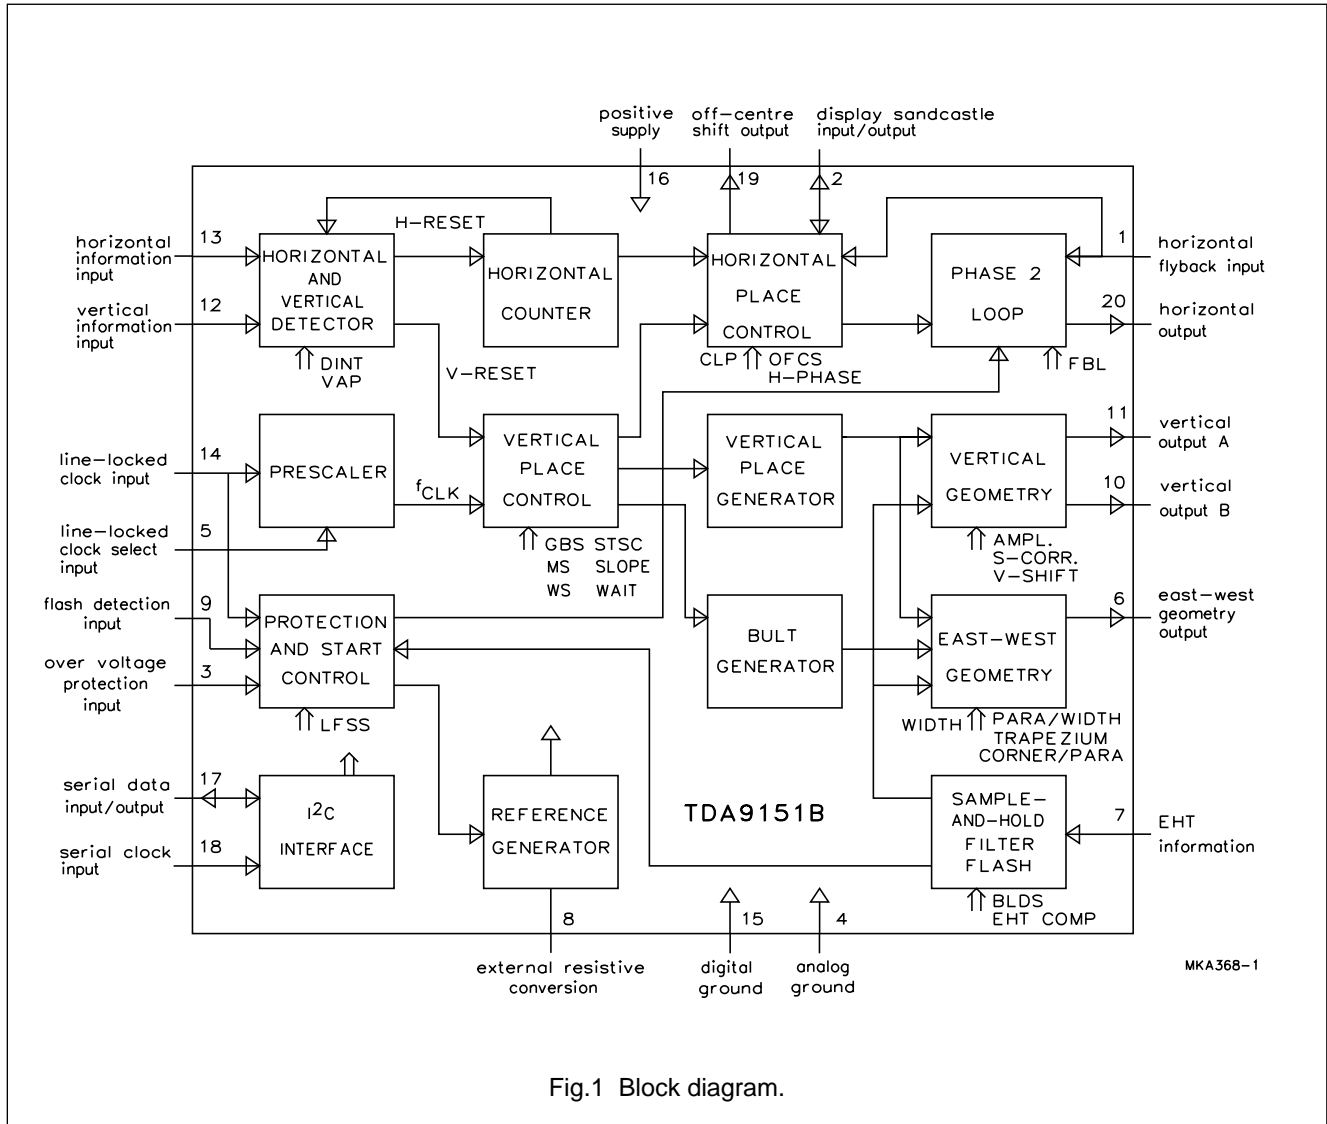 positive
supply
off-centre
shift output
display sandcastle
input/output
16
19
2
H-RESET
horizontal
information
input
13
HORIZONTAL
AND
VERTICAL
DETECTOR
HORIZONTAL
COUNTER
HORIZONTAL
PLACE
CONTROL
PHASE 2
LOOP
1
horizontal
flyback input
vertical
information
input
12
20
horizontal
output
DINT
VAP
V-RESET
CLP
OFCS
H-PHASE
FBL
line-locked
clock input
14
PRESCALER
fCLK
VERTICAL
PLACE
CONTROL
VERTICAL
PLACE
GENERATOR
VERTICAL
GEOMETRY
11
vertical
output A
10
vertical
output B
line-locked
clock select
input
5
GBS STSC
MS SLOPE
WS WAIT
AMPL.
S-CORR.
V-SHIFT
flash detection
input
9
PROTECTION
AND START
CONTROL
BULT
GENERATOR
EAST-WEST
GEOMETRY
6
east-west
geometry
output
over voltage
protection
input
3
LFSS
WIDTH
PARA/WIDTH
TRAPEZIUM
CORNER/PARA
serial data
input/output
17
I2C
INTERFACE
REFERENCE
GENERATOR
TDA9151B
SAMPLE-
AND-HOLD
FILTER
FLASH
7
EHT
information
serial clock
input
18
BLDS
EHT COMP
8
15
4
external resistive
conversion
digital
ground
analog
ground
MKA368-1
Fig.1 Block diagram.